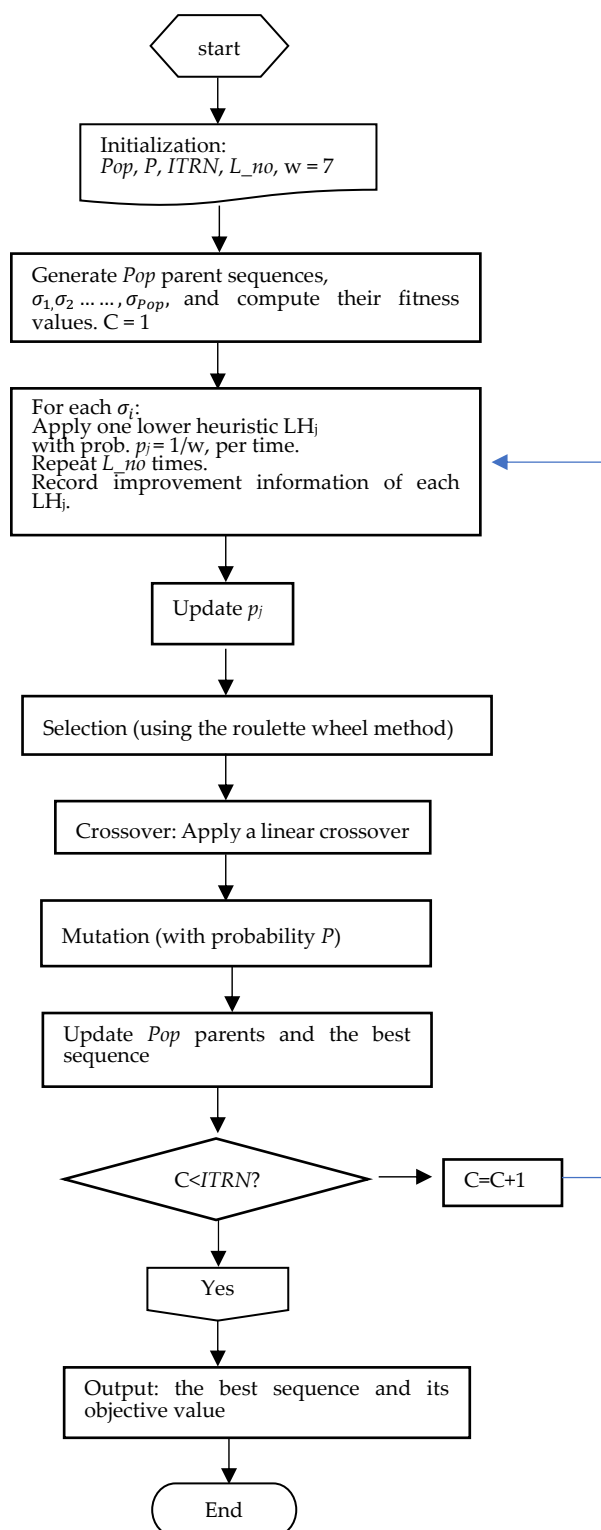 start
Initialization:
Pop, P, ITRN, L_no, w = 7
Generate Pop parent sequences,
σ₁,σ₂ … …, σ_Pop, and compute their fitness
values. C = 1
For each σᵢ:
Apply one lower heuristic LHⱼ
with prob. pⱼ = 1/w, per time.
Repeat L_no times.
Record improvement information of each
LHⱼ.
Update pⱼ
Selection (using the roulette wheel method)
Crossover: Apply a linear crossover
Mutation (with probability P)
Update Pop parents and the best
sequence
C<ITRN?
C=C+1
Yes
Output: the best sequence and its
objective value
End